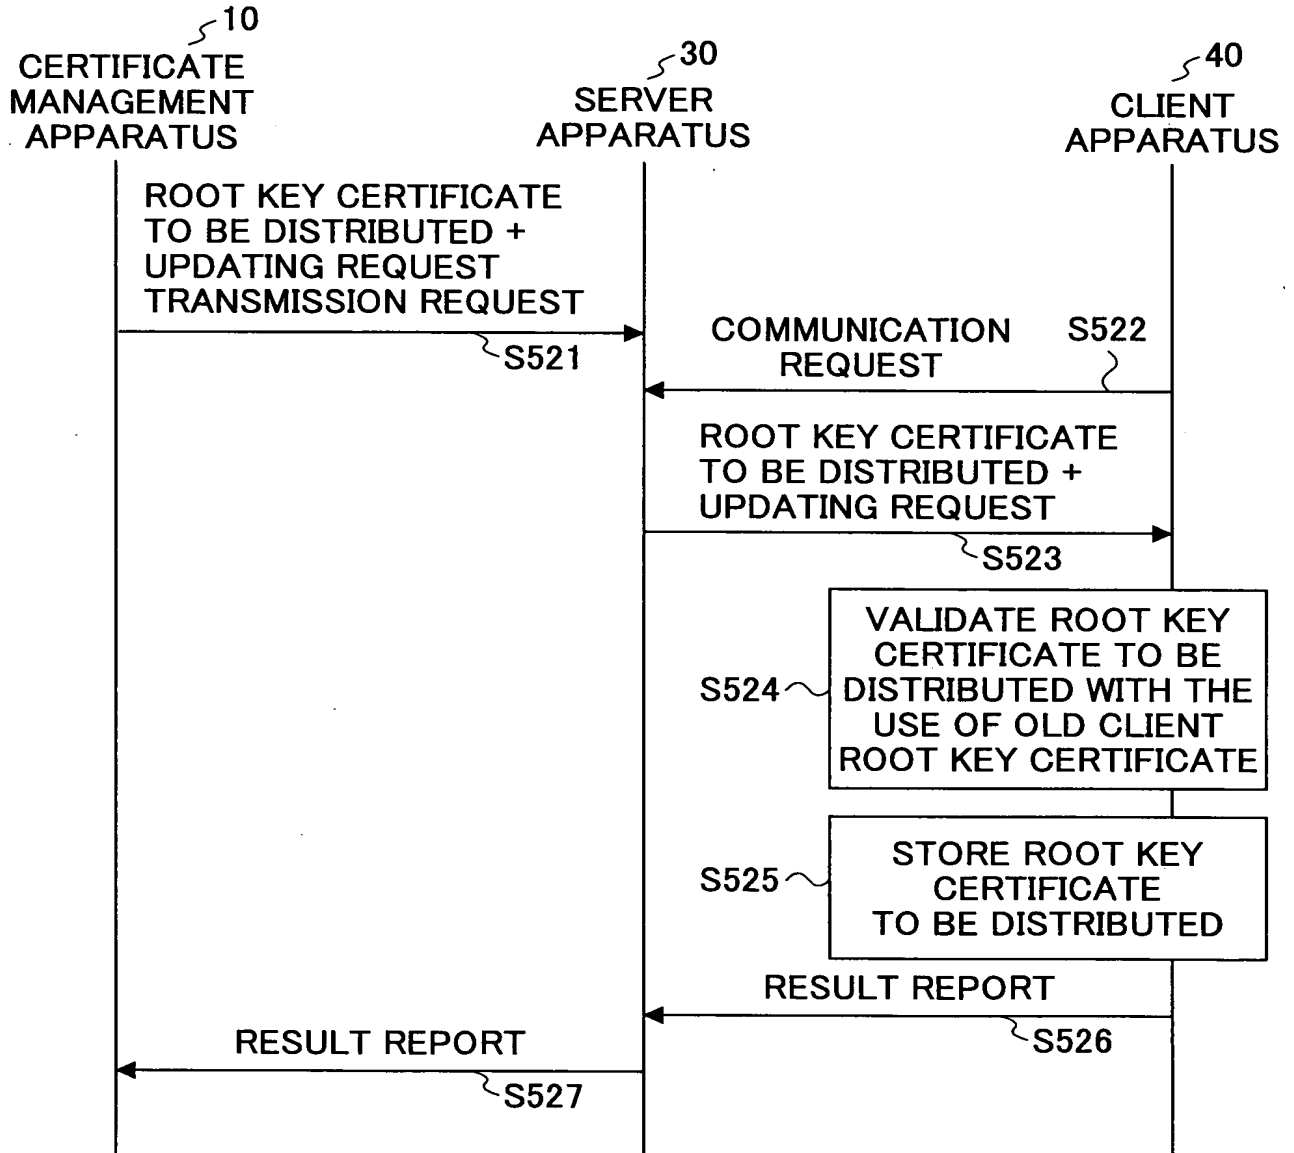 10
CERTIFICATE
MANAGEMENT
APPARATUS
30
SERVER
APPARATUS
40
CLIENT
APPARATUS
ROOT KEY CERTIFICATE
TO BE DISTRIBUTED +
UPDATING REQUEST
TRANSMISSION REQUEST
S521
COMMUNICATION
REQUEST
S522
ROOT KEY CERTIFICATE
TO BE DISTRIBUTED +
UPDATING REQUEST
S523
S524
VALIDATE ROOT KEY
CERTIFICATE TO BE
DISTRIBUTED WITH THE
USE OF OLD CLIENT
ROOT KEY CERTIFICATE
S525
STORE ROOT KEY
CERTIFICATE
TO BE DISTRIBUTED
RESULT REPORT
S526
RESULT REPORT
S527